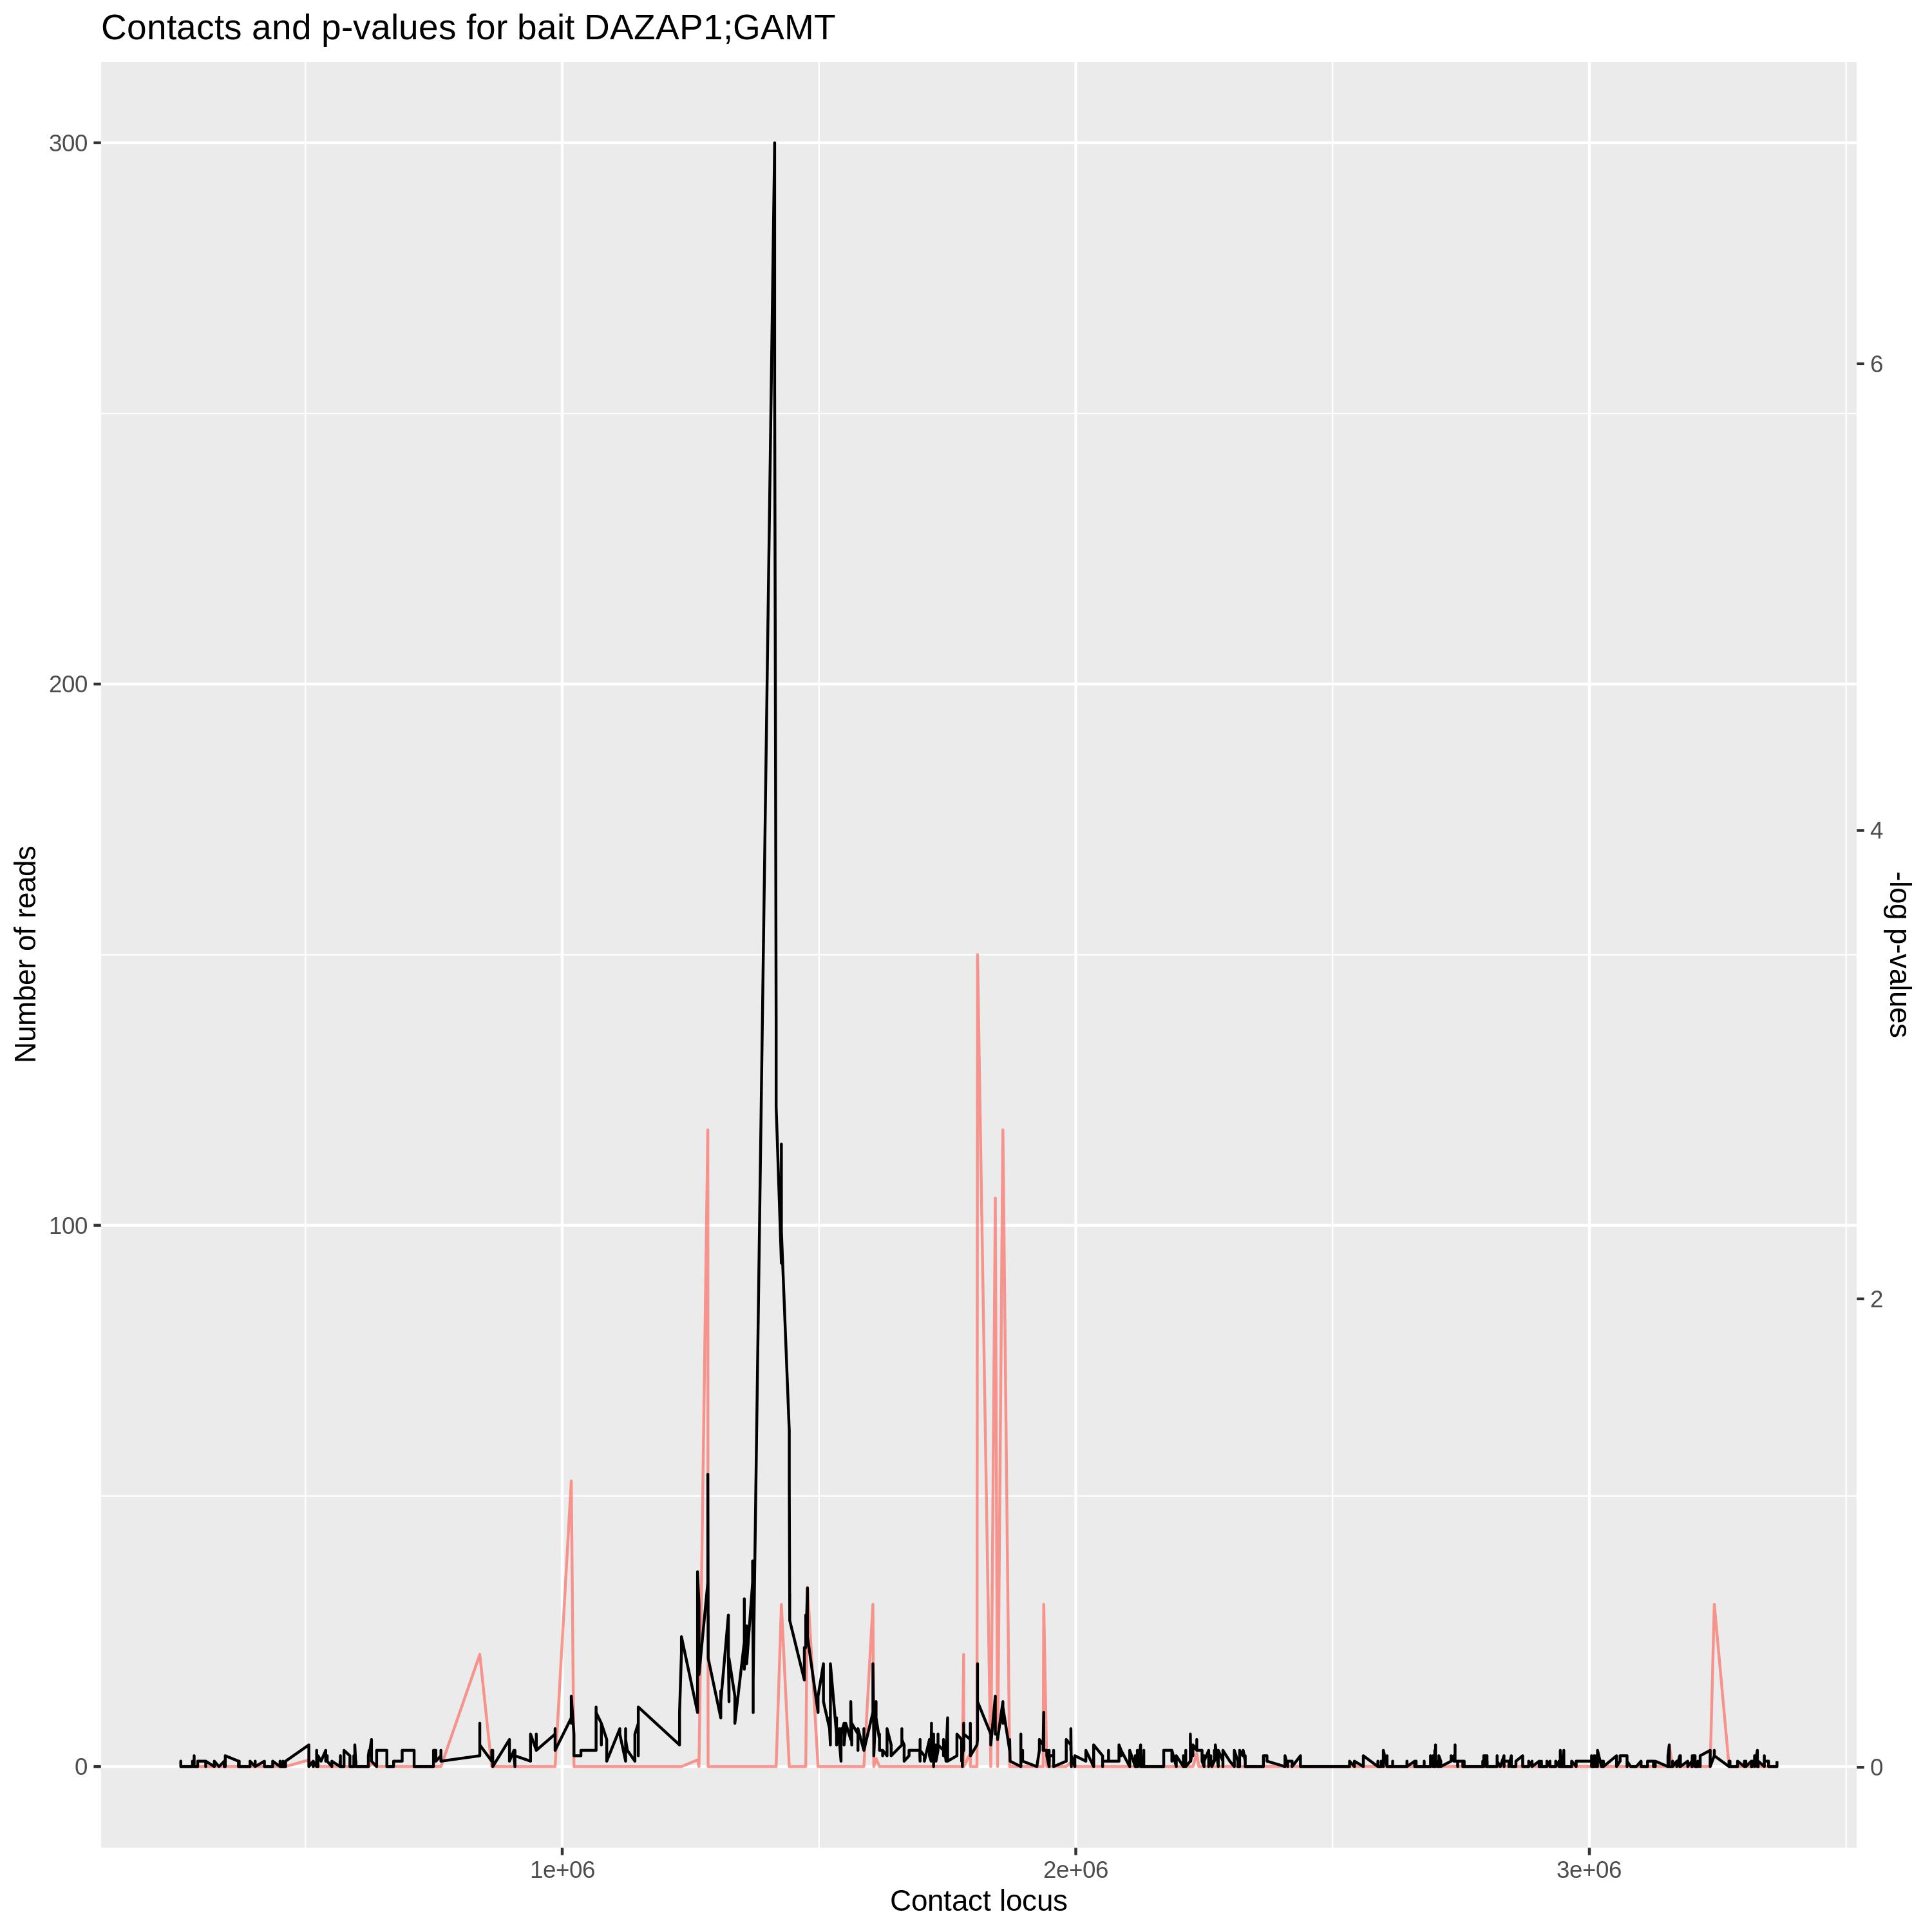 Contacts and p-values for bait DAZAP1;GAMT
300
200
100
0
Number of reads
6
4
2
0
-log p-values
1e+06
2e+06
3e+06
Contact locus